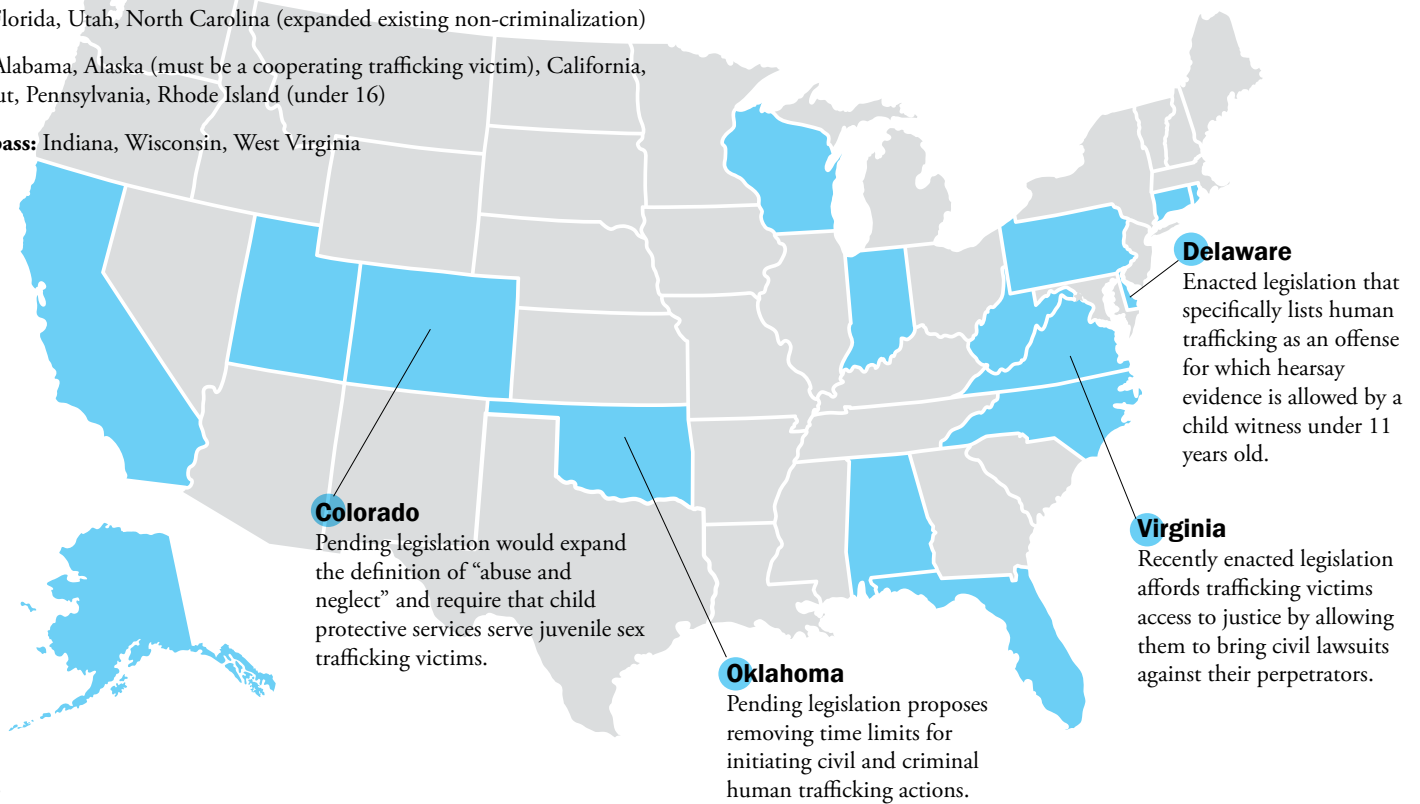 Florida, Utah, North Carolina (expanded existing non-criminalization)
Alabama, Alaska (must be a cooperating trafficking victim), California,
ut, Pennsylvania, Rhode Island (under 16)
pass: Indiana, Wisconsin, West Virginia
Delaware
Enacted legislation that
specifically lists human
trafficking as an offense
for which hearsay
evidence is allowed by a
child witness under 11
years old.
Colorado
Pending legislation would expand
the definition of “abuse and
neglect” and require that child
protective services serve juvenile sex
trafficking victims.
Virginia
Recently enacted legislation
affords trafficking victims
access to justice by allowing
them to bring civil lawsuits
against their perpetrators.
Oklahoma
Pending legislation proposes
removing time limits for
initiating civil and criminal
human trafficking actions.